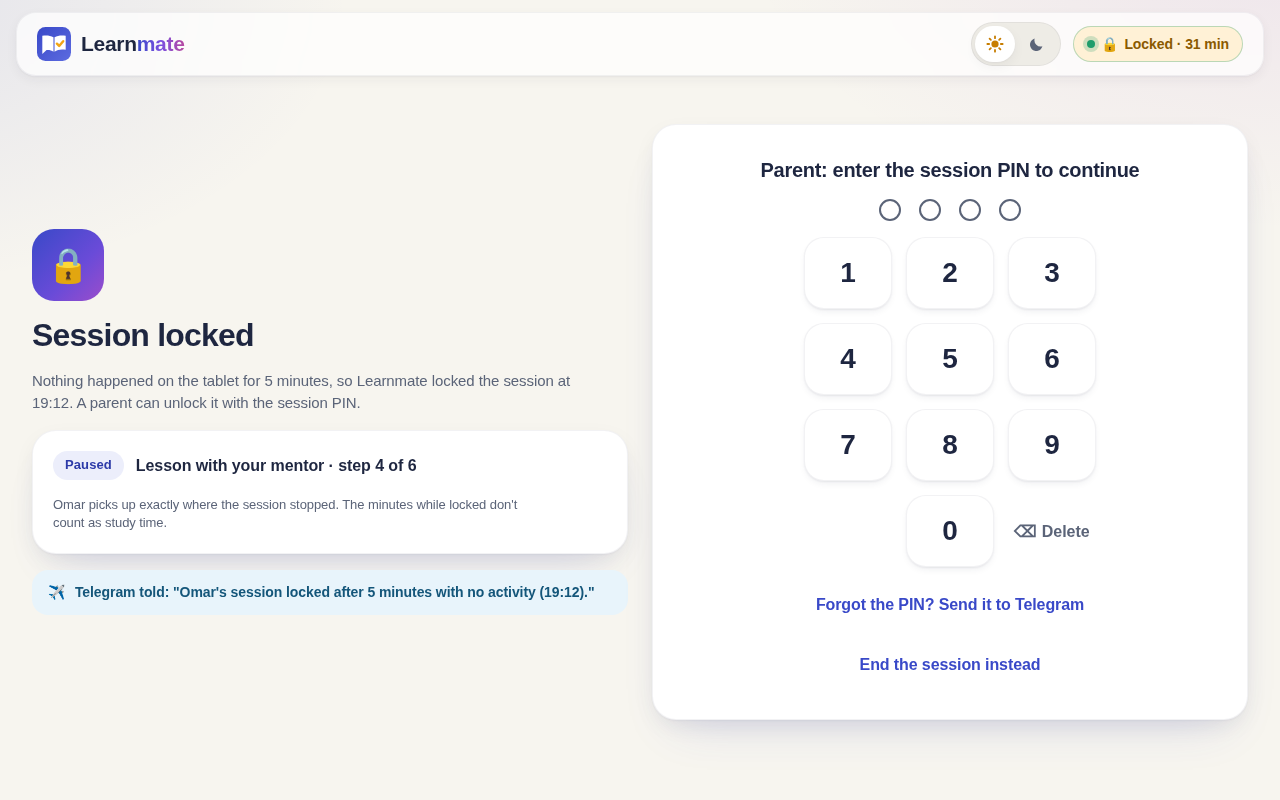 Learnmate
🔒 Locked · 31 min
🔒
Session locked
Nothing happened on the tablet for 5 minutes, so Learnmate locked the session at
19:12. A parent can unlock it with the session PIN.
Paused Lesson with your mentor · step 4 of 6
Omar picks up exactly where the session stopped. The minutes while locked don't
count as study time.
✈️ Telegram told: "Omar's session locked after 5 minutes with no activity (19:12)."
Parent: enter the session PIN to continue
1 2 3
4 5 6
7 8 9
0 ⌫ Delete
Forgot the PIN? Send it to Telegram
End the session instead